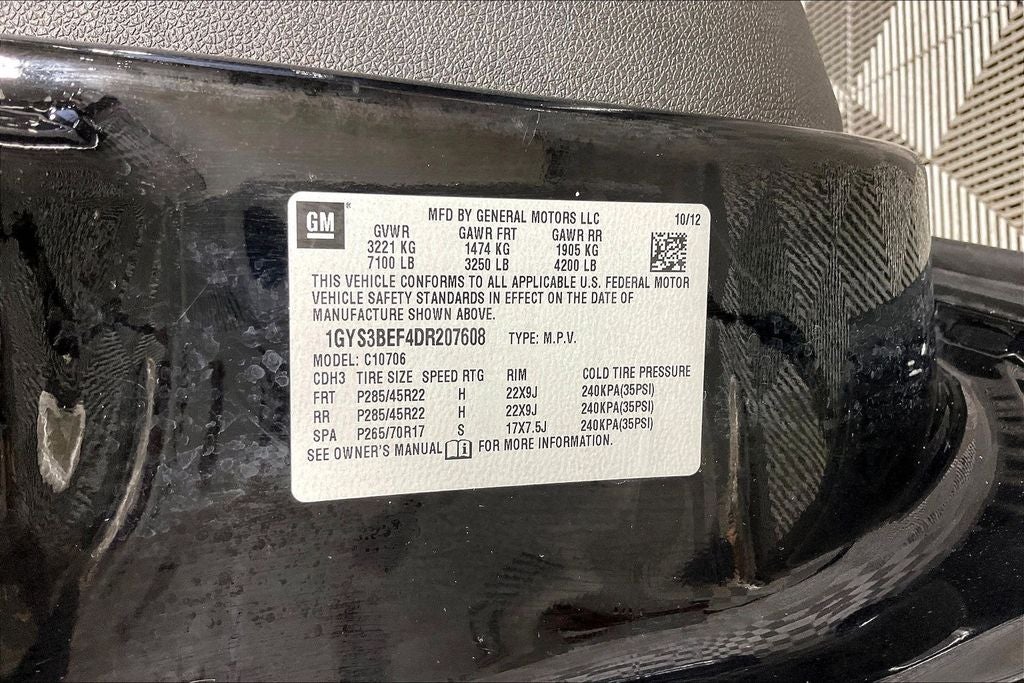 GM ® MFD BY GENERAL MOTORS LLC 10/12
GVWR GAWR FRT GAWR RR
3221 KG 1474 KG 1905 KG
7100 LB 3250 LB 4200 LB
THIS VEHICLE CONFORMS TO ALL APPLICABLE U.S. FEDERAL MOTOR
VEHICLE SAFETY STANDARDS IN EFFECT ON THE DATE OF
MANUFACTURE SHOWN ABOVE.
1GYS3BEF4DR207608 TYPE: M.P.V.
MODEL: C10706
CDH3 TIRE SIZE SPEED RTG RIM COLD TIRE PRESSURE
FRT P285/45R22 H 22X9J 240KPA(35PSI)
RR P285/45R22 H 22X9J 240KPA(35PSI)
SPA P265/70R17 S 17X7.5J 240KPA(35PSI)
SEE OWNER'S MANUAL i FOR MORE INFORMATION.